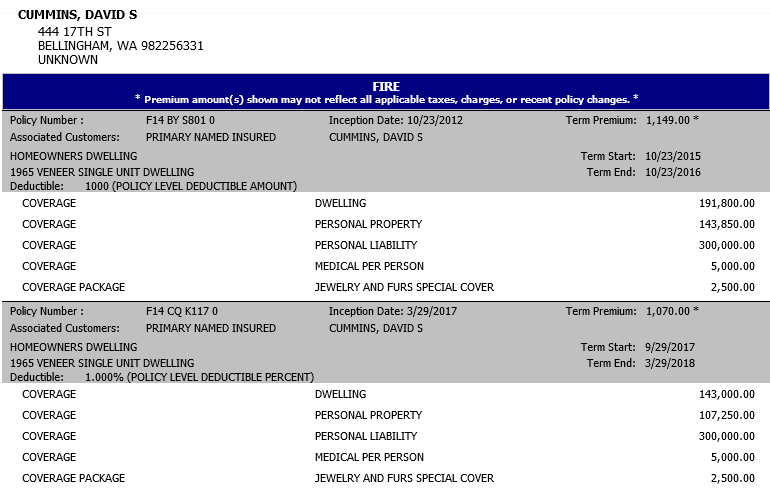 CUMMINS, DAVID S
444 17TH ST
BELLINGHAM, WA 982256331
UNKNOWN
FIRE
* Premium amount(s) shown may not reflect all applicable taxes, charges, or recent policy changes. *
Policy Number : F14 BY S801 0 Inception Date: 10/23/2012 Term Premium: 1,149.00 *
Associated Customers: PRIMARY NAMED INSURED CUMMINS, DAVID S
HOMEOWNERS DWELLING Term Start: 10/23/2015
1965 VENEER SINGLE UNIT DWELLING Term End: 10/23/2016
Deductible: 1000 (POLICY LEVEL DEDUCTIBLE AMOUNT)
COVERAGE DWELLING 191,800.00
COVERAGE PERSONAL PROPERTY 143,850.00
COVERAGE PERSONAL LIABILITY 300,000.00
COVERAGE MEDICAL PER PERSON 5,000.00
COVERAGE PACKAGE JEWELRY AND FURS SPECIAL COVER 2,500.00
Policy Number : F14 CQ K117 0 Inception Date: 3/29/2017 Term Premium: 1,070.00 *
Associated Customers: PRIMARY NAMED INSURED CUMMINS, DAVID S
HOMEOWNERS DWELLING Term Start: 9/29/2017
1965 VENEER SINGLE UNIT DWELLING Term End: 3/29/2018
Deductible: 1.000% (POLICY LEVEL DEDUCTIBLE PERCENT)
COVERAGE DWELLING 143,000.00
COVERAGE PERSONAL PROPERTY 107,250.00
COVERAGE PERSONAL LIABILITY 300,000.00
COVERAGE MEDICAL PER PERSON 5,000.00
COVERAGE PACKAGE JEWELRY AND FURS SPECIAL COVER 2,500.00